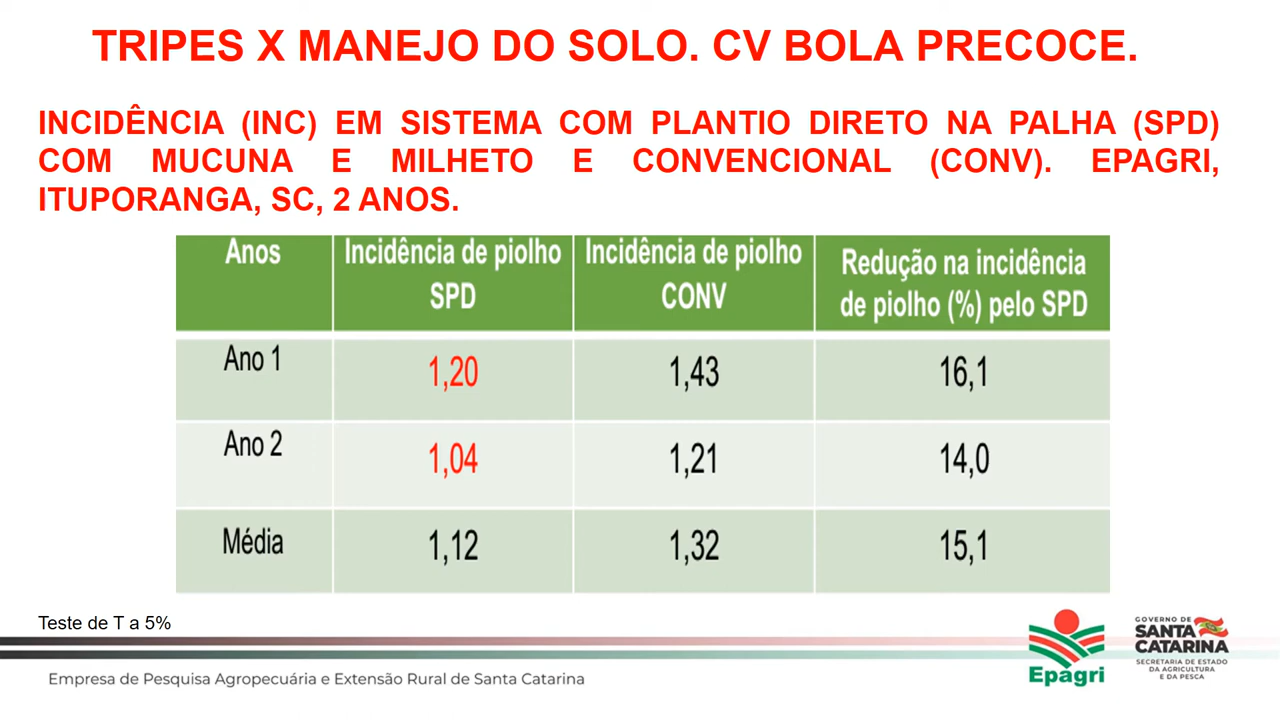 TRIPES X MANEJO DO SOLO. CV BOLA PRECOCE.
INCIDÊNCIA (INC) EM SISTEMA COM PLANTIO DIRETO NA PALHA (SPD)
COM MUCUNA E MILHETO E CONVENCIONAL (CONV). EPAGRI,
ITUPORANGA, SC, 2 ANOS.
Anos Incidência de piolho SPD Incidência de piolho CONV Redução na incidência de piolho (%) pelo SPD
Ano 1 1,20 1,43 16,1
Ano 2 1,04 1,21 14,0
Média 1,12 1,32 15,1
Teste de T a 5%
Empresa de Pesquisa Agropecuária e Extensão Rural de Santa Catarina
Epagri
GOVERNO DE
SANTA
CATARINA
SECRETARIA DE ESTADO
DA AGRICULTURA
E DA PESCA